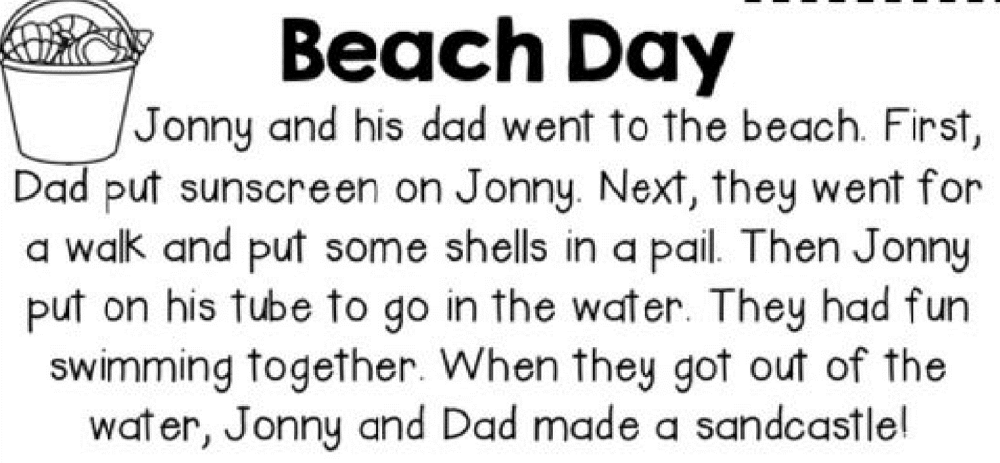 Beach Day
Jonny and his dad went to the beach. First,
Dad put sunscreen on Jonny. Next, they went for
a walk and put some shells in a pail. Then Jonny
put on his tube to go in the water. They had fun
swimming together. When they got out of the
water, Jonny and Dad made a sandcastle!